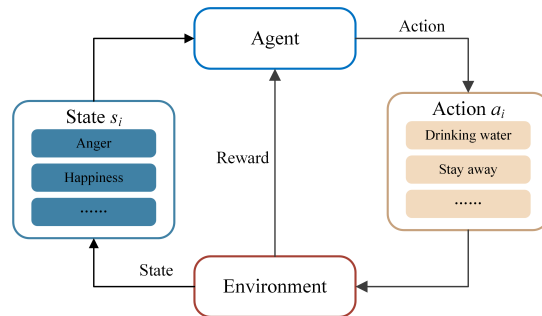 Agent
Action
State s_i
Anger
Happiness
......
Reward
Action a_i
Drinking water
Stay away
......
State
Environment